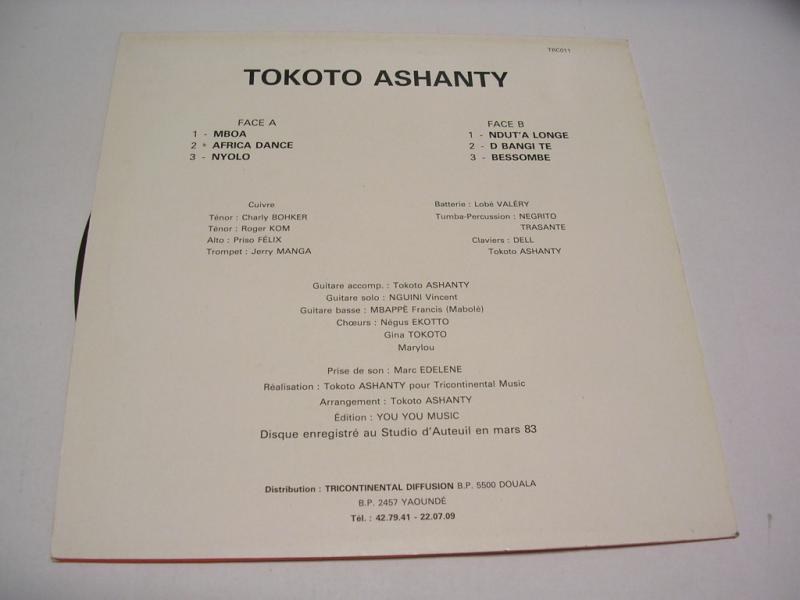 TRC011
TOKOTO ASHANTY
FACE A
1 - MBOA
2 - AFRICA DANCE
3 - NYOLO
FACE B
1 - NDUT'A LONGE
2 - D BANGI TE
3 - BESSOMBE
Cuivre
Ténor : Charly BOHKER
Ténor : Roger KOM
Alto : Priso FÉLIX
Trompet : Jerry MANGA
Batterie : Lobé VALÉRY
Tumba-Percussion : NEGRITO
TRASANTE
Claviers : DELL
Tokoto ASHANTY
Guitare accomp. : Tokoto ASHANTY
Guitare solo : NGUINI Vincent
Guitare basse : MBAPPÈ Francis (Mabolé)
Chœurs : Négus EKOTTO
Gina TOKOTO
Marylou
Prise de son : Marc EDELENE
Réalisation : Tokoto ASHANTY pour Tricontinental Music
Arrangement : Tokoto ASHANTY
Édition : YOU YOU MUSIC
Disque enregistré au Studio d'Auteuil en mars 83
Distribution : TRICONTINENTAL DIFFUSION B.P. 5500 DOUALA
B.P. 2457 YAOUNDÉ
Tél. : 42.79.41 - 22.07.09